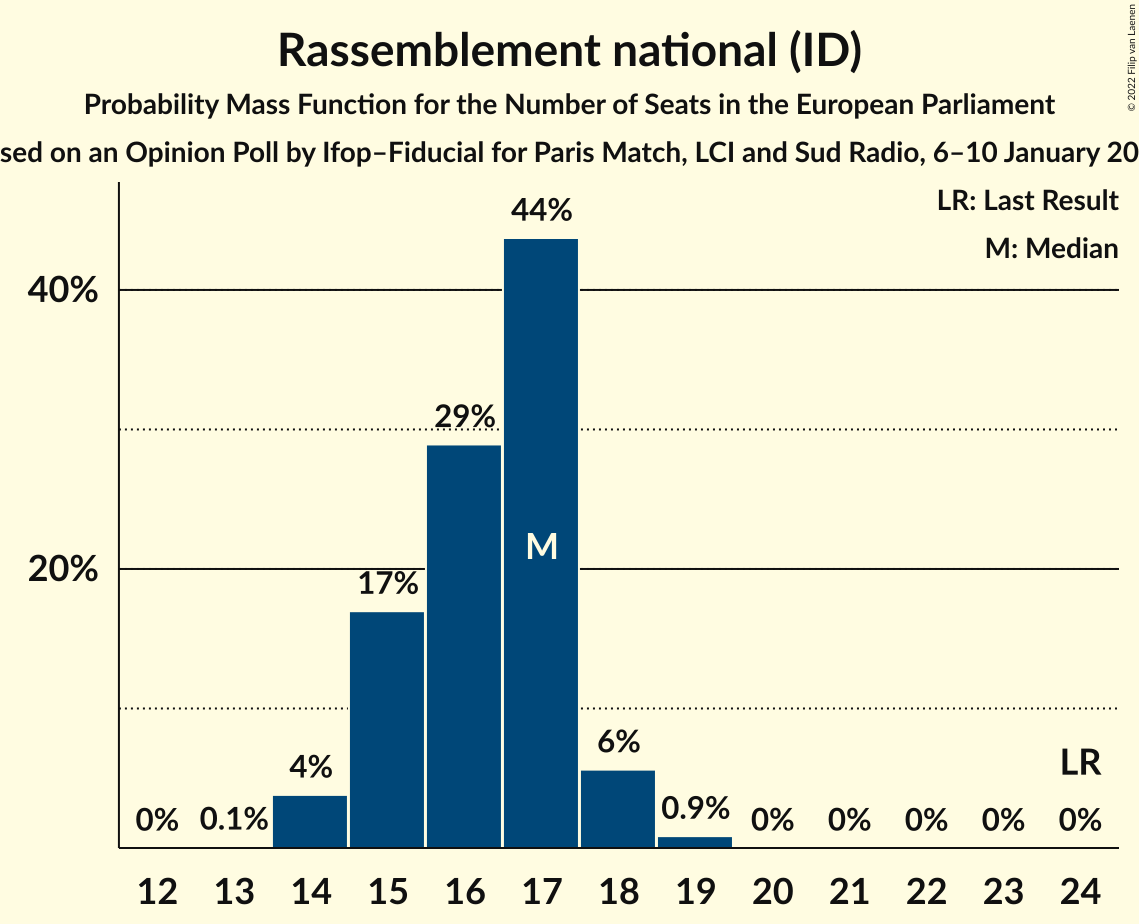 Rassemblement national (ID)
Probability Mass Function for the Number of Seats in the European Parliament
sed on an Opinion Poll by Ifop–Fiducial for Paris Match, LCI and Sud Radio, 6–10 January 20
© 2022 Filip van Laenen
LR: Last Result
M: Median
44%
40%
29%
M
20%
17%
6%
4%
LR
0% 0.1% 0.9% 0% 0% 0% 0% 0%
12 13 14 15 16 17 18 19 20 21 22 23 24